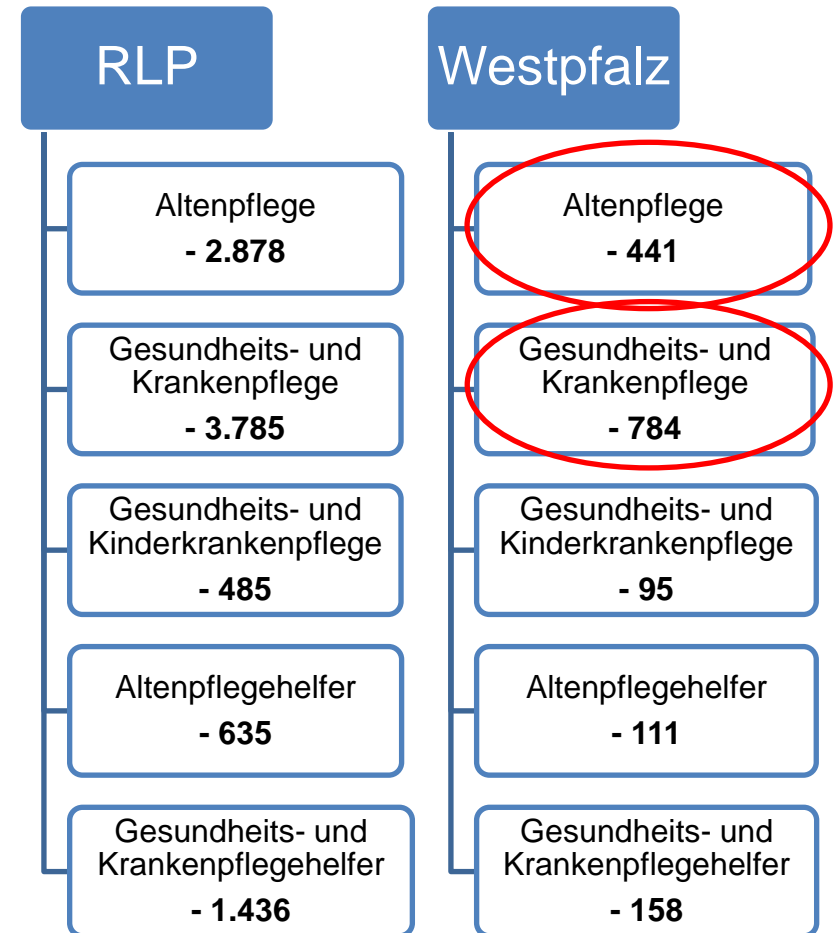 RLP
Altenpflege
- 2.878
Gesundheits- und
Krankenpflege
- 3.785
Gesundheits- und
Kinderkrankenpflege
- 485
Altenpflegehelfer
- 635
Gesundheits- und
Krankenpflegehelfer
- 1.436
Westpfalz
Altenpflege
- 441
Gesundheits- und
Krankenpflege
- 784
Gesundheits- und
Kinderkrankenpflege
- 95
Altenpflegehelfer
- 111
Gesundheits- und
Krankenpflegehelfer
- 158